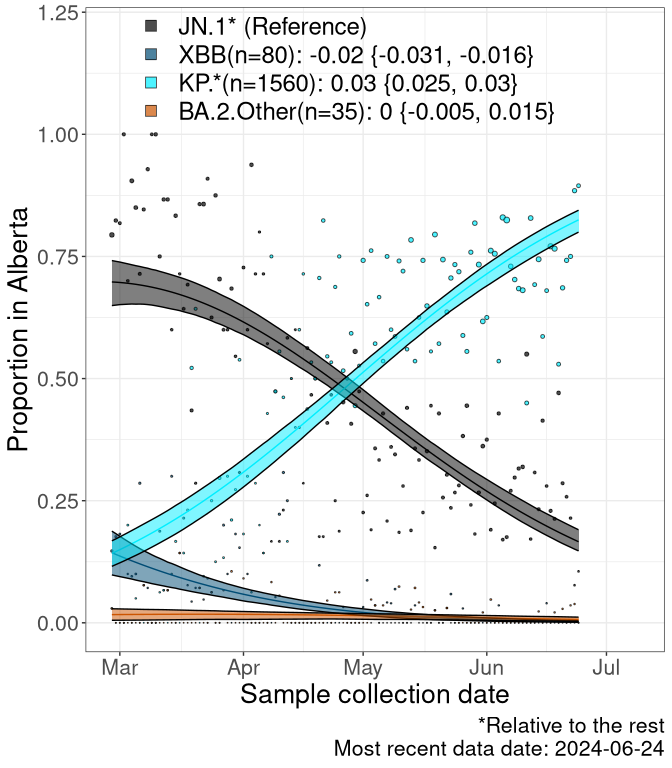 1.25
1.00
0.75
0.50
0.25
0.00
Proportion in Alberta
JN.1* (Reference)
XBB(n=80): -0.02 {-0.031, -0.016}
KP.*(n=1560): 0.03 {0.025, 0.03}
BA.2.Other(n=35): 0 {-0.005, 0.015}
Mar Apr May Jun Jul
Sample collection date
*Relative to the rest
Most recent data date: 2024-06-24